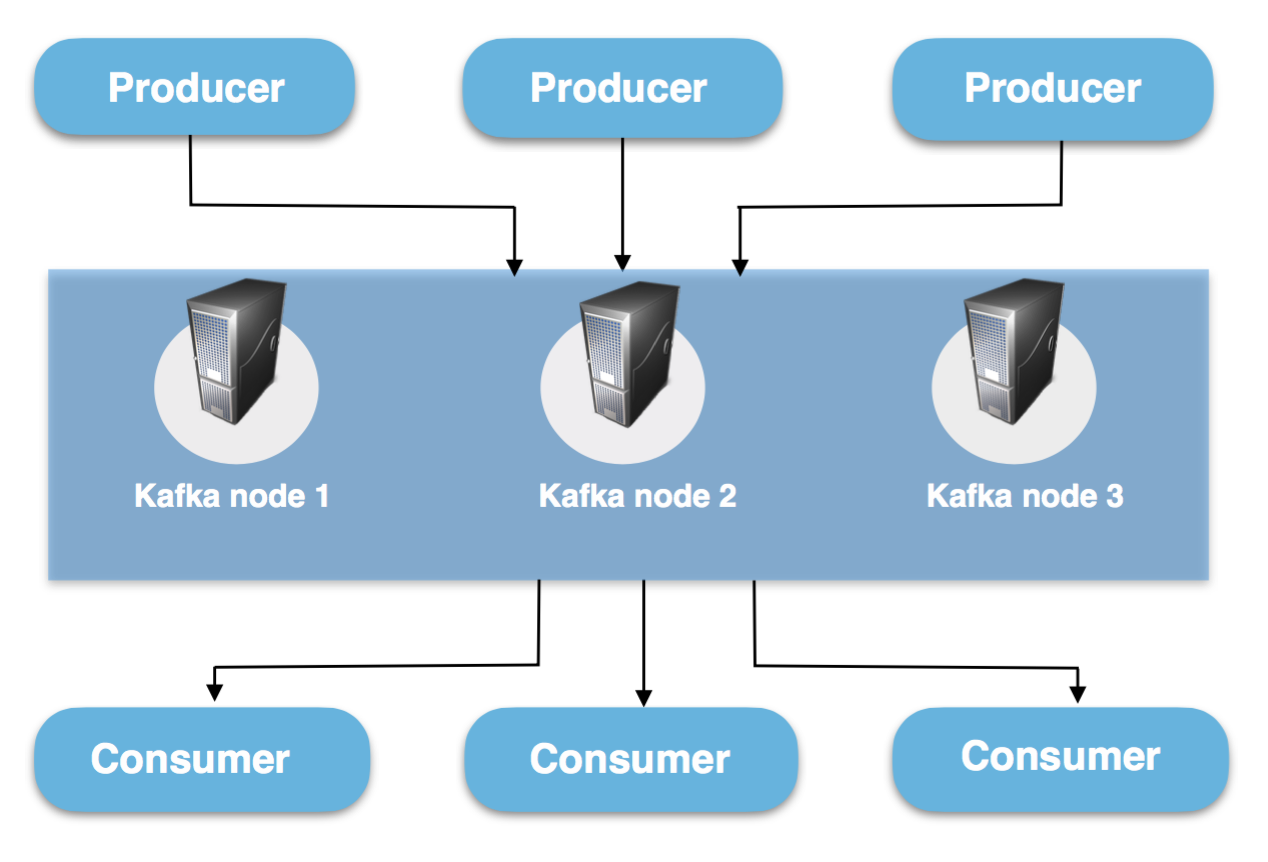 Producer
Producer
Producer
Kafka node 1
Kafka node 2
Kafka node 3
Consumer
Consumer
Consumer